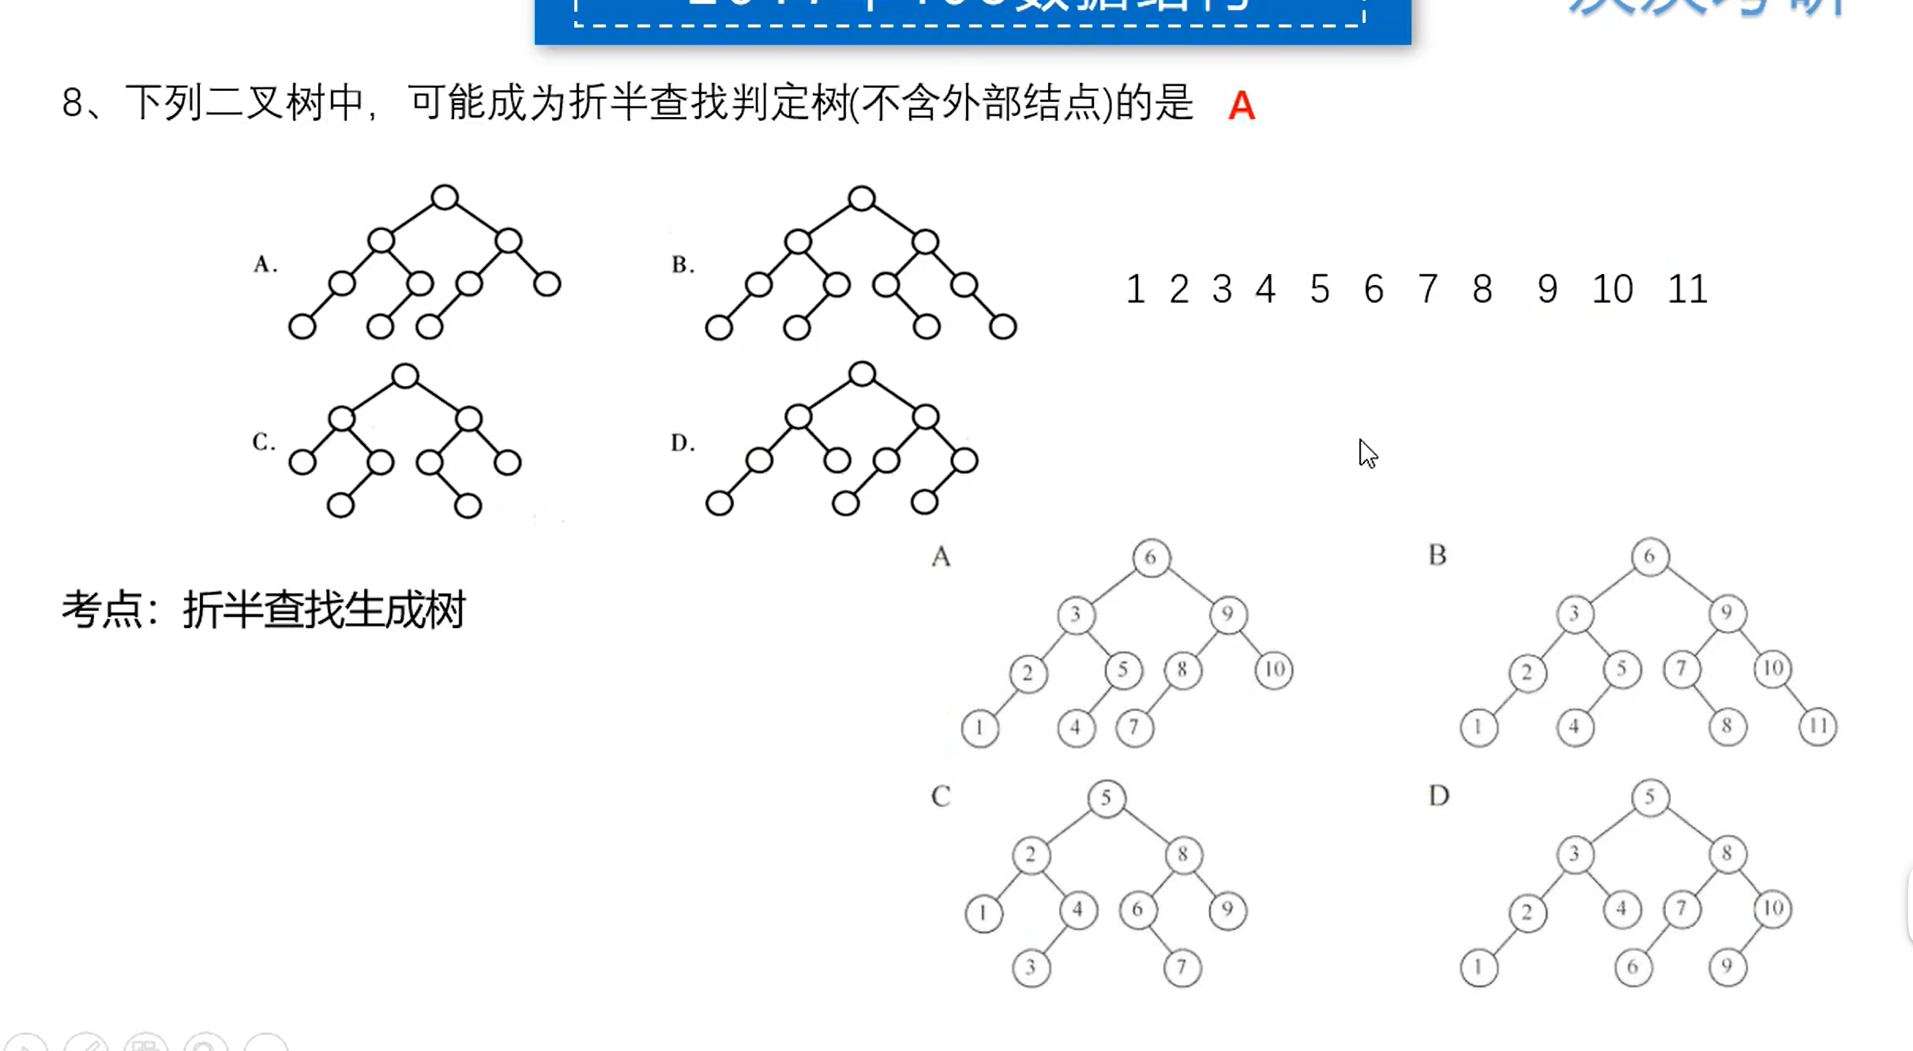 8、下列二叉树中，可能成为折半查找判定树(不含外部结点)的是 A
A.
B.
1 2 3 4 5 6 7 8 9 10 11
C.
D.
考点：折半查找生成树
A
6
3 9
2 5 8 10
1 4 7
B
6
3 9
2 5 7 10
1 4 8 11
C
5
2 8
1 4 6 9
3 7
D
5
3 8
2 4 7 10
1 6 9